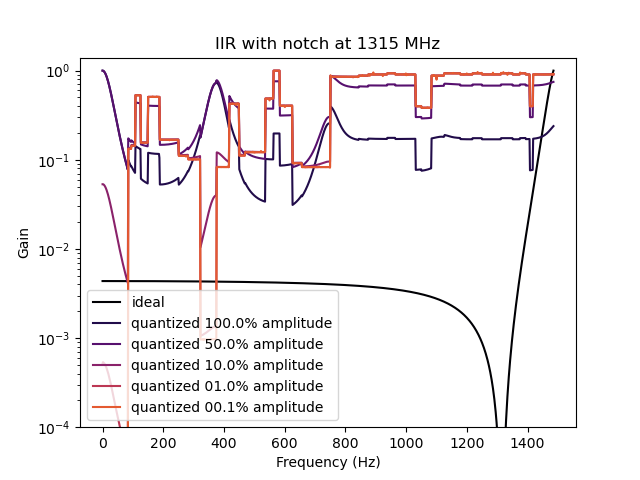 IIR with notch at 1315 MHz
10⁰
10⁻¹
10⁻²
10⁻³
10⁻⁴
Gain
ideal
quantized 100.0% amplitude
quantized 50.0% amplitude
quantized 10.0% amplitude
quantized 01.0% amplitude
quantized 00.1% amplitude
0 200 400 600 800 1000 1200 1400
Frequency (Hz)